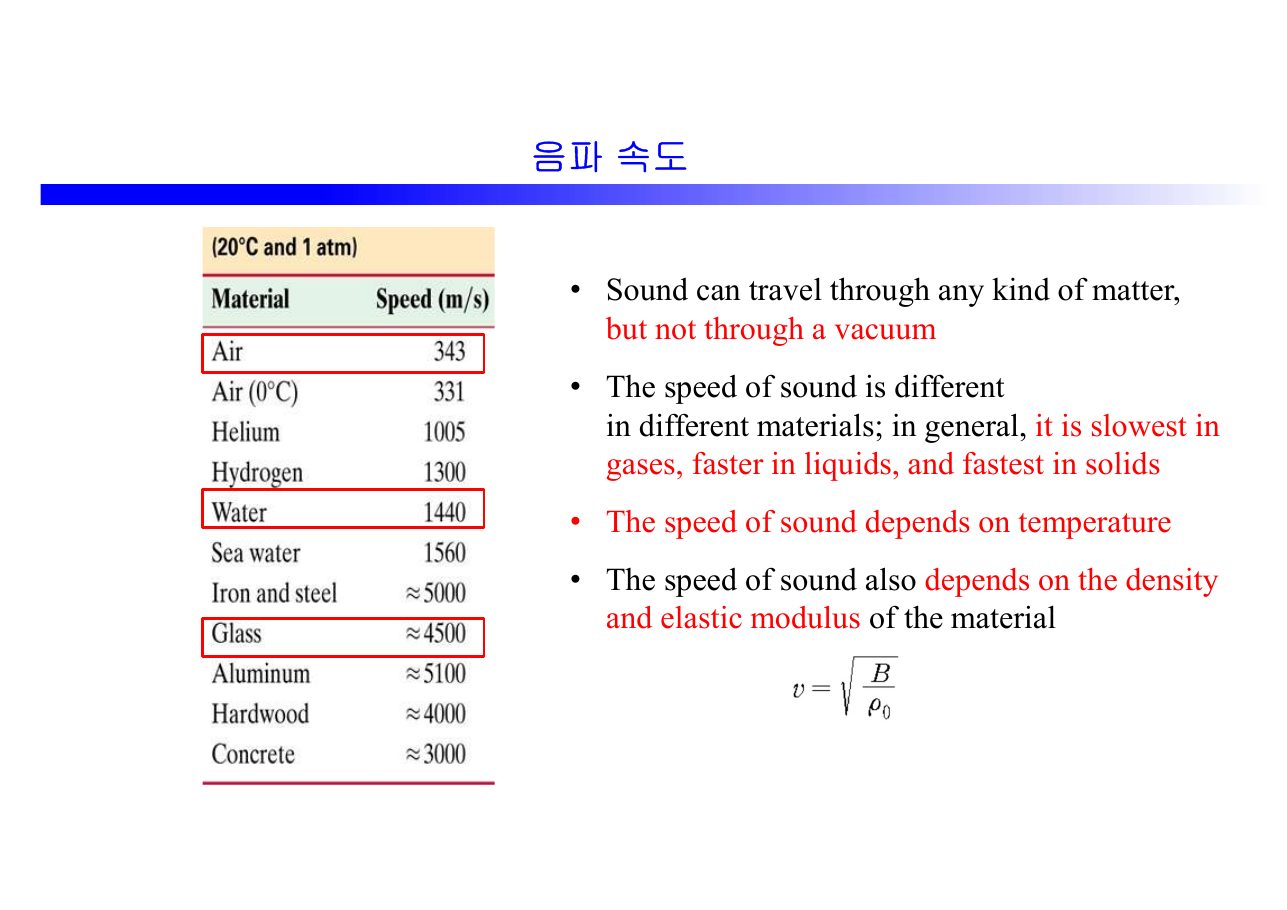 음파 속도
(20°C and 1 atm)
Material Speed (m/s)
Air 343
Air (0°C) 331
Helium 1005
Hydrogen 1300
Water 1440
Sea water 1560
Iron and steel ≈5000
Glass ≈4500
Aluminum ≈5100
Hardwood ≈4000
Concrete ≈3000
• Sound can travel through any kind of matter,
but not through a vacuum
• The speed of sound is different
in different materials; in general, it is slowest in
gases, faster in liquids, and fastest in solids
• The speed of sound depends on temperature
• The speed of sound also depends on the density
and elastic modulus of the material
v = √(B/ρ₀)